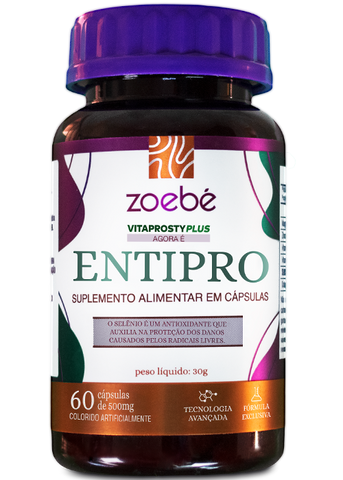 zoebé
VITAPROSTYPLUS
AGORA É
ENTIPRO
SUPLEMENTO ALIMENTAR EM CÁPSULAS
O SELÊNIO É UM ANTIOXIDANTE QUE
AUXILIA NA PROTEÇÃO DOS DANOS
CAUSADOS PELOS RADICAIS LIVRES.
peso líquido: 30g
60 cápsulas
de 500mg
COLORIDO ARTIFICIALMENTE
TECNOLOGIA
AVANÇADA
FÓRMULA
EXCLUSIVA